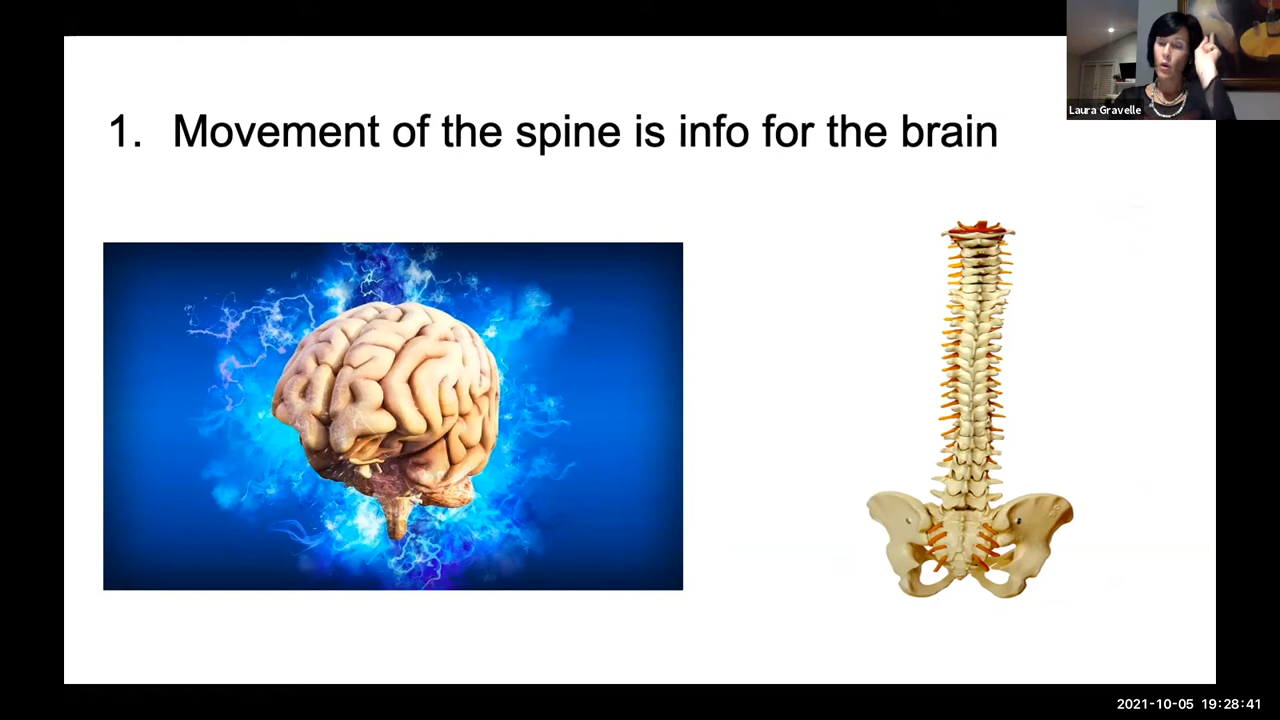 Laura Gravelle
1. Movement of the spine is info for the brain
2021-10-05 19:28:41